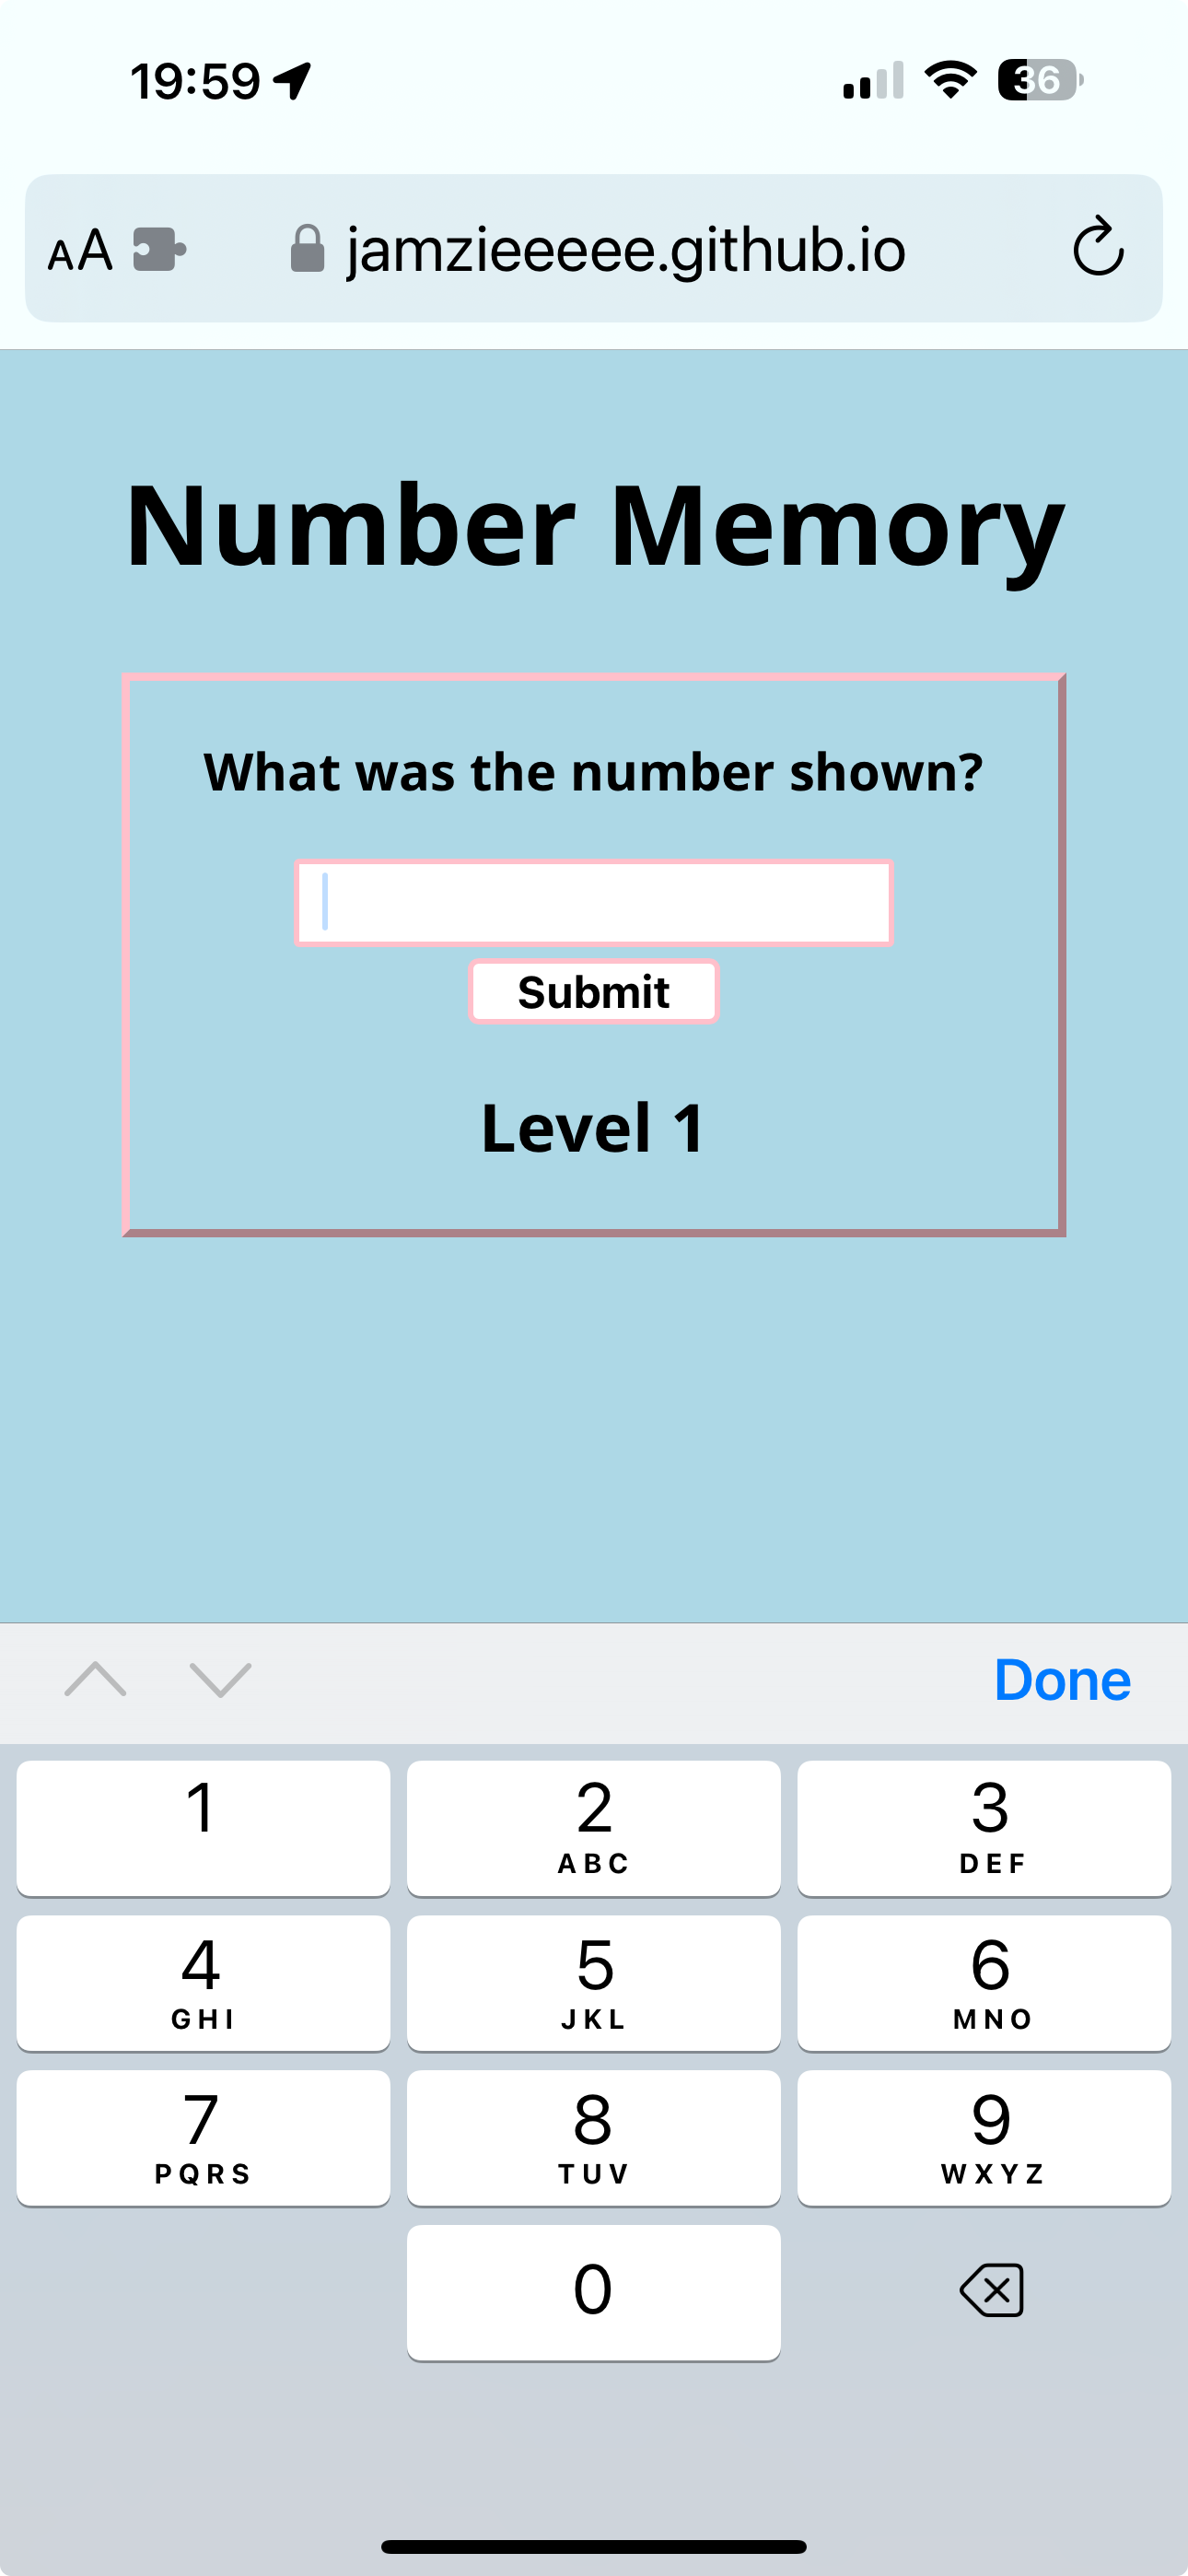 19:59
36
AA
jamzieeeee.github.io
Number Memory
What was the number shown?
Submit
Level 1
Done
1
2
ABC
3
DEF
4
GHI
5
JKL
6
MNO
7
PQRS
8
TUV
9
WXYZ
0